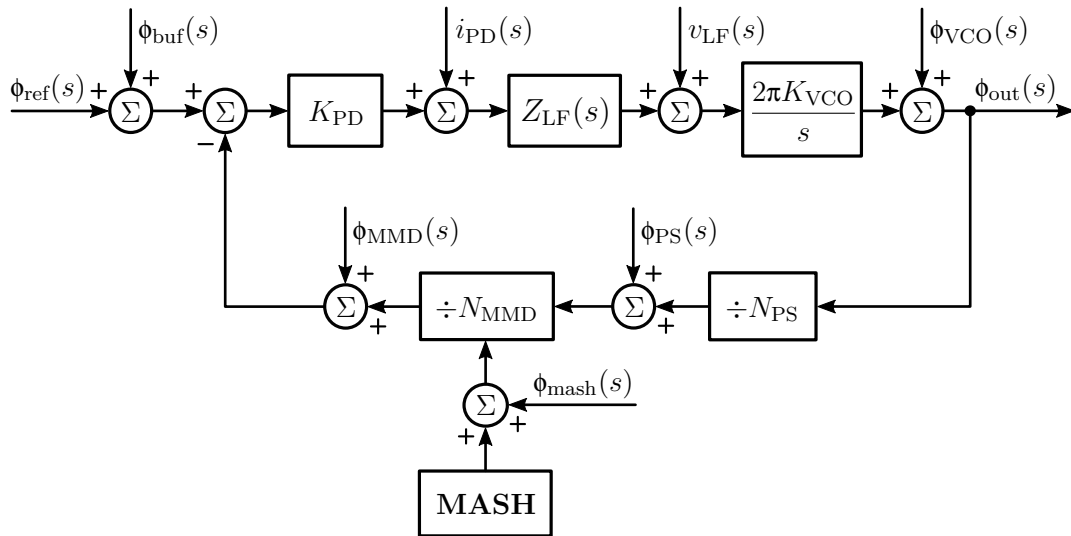 ϕbuf(s)
iPD(s)
vLF(s)
ϕVCO(s)
ϕref(s)
+ + + + + + + + + +
Σ Σ KPD Σ ZLF(s) Σ 2πKVCO
s Σ ϕout(s)
−
ϕMMD(s)
ϕPS(s)
+ +
Σ ÷NMMD Σ ÷NPS
+ +
ϕmash(s)
Σ
+ +
MASH